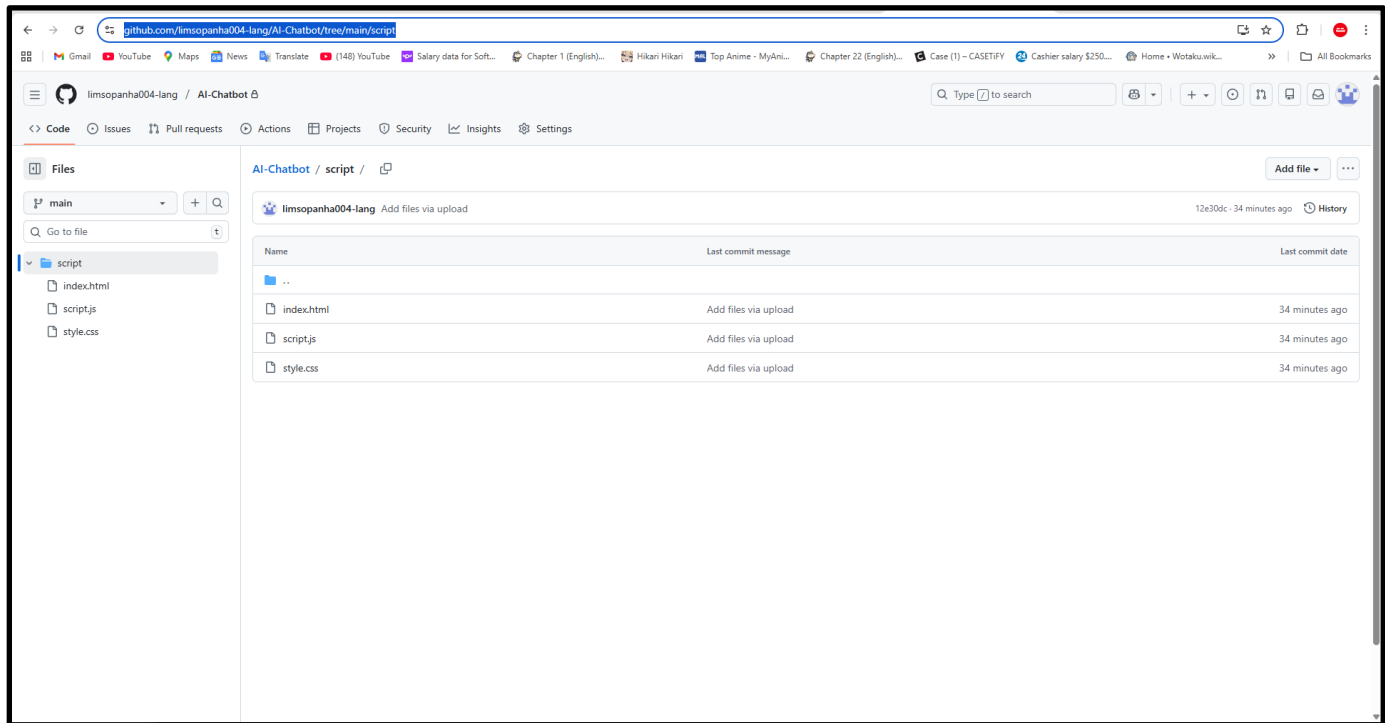 github.com/limsopanha004-lang/AI-Chatbot/tree/main/script
Gmail YouTube Maps News Translate (148) YouTube Salary data for Soft... Chapter 1 (English)... Hikari Hikari Top Anime - MyAni... Chapter 22 (English)... Case (1) – CASETiFY Cashier salary $250.... Home • Wotaku.wik... » All Bookmarks
limsopanha004-lang / AI-Chatbot Type / to search
Code Issues Pull requests Actions Projects Security Insights Settings
Files
main
Go to file t
script
index.html
script.js
style.css
AI-Chatbot / script / Add file ...
limsopanha004-lang Add files via upload 12e30dc · 34 minutes ago History
Name Last commit message Last commit date
..
index.html Add files via upload 34 minutes ago
script.js Add files via upload 34 minutes ago
style.css Add files via upload 34 minutes ago